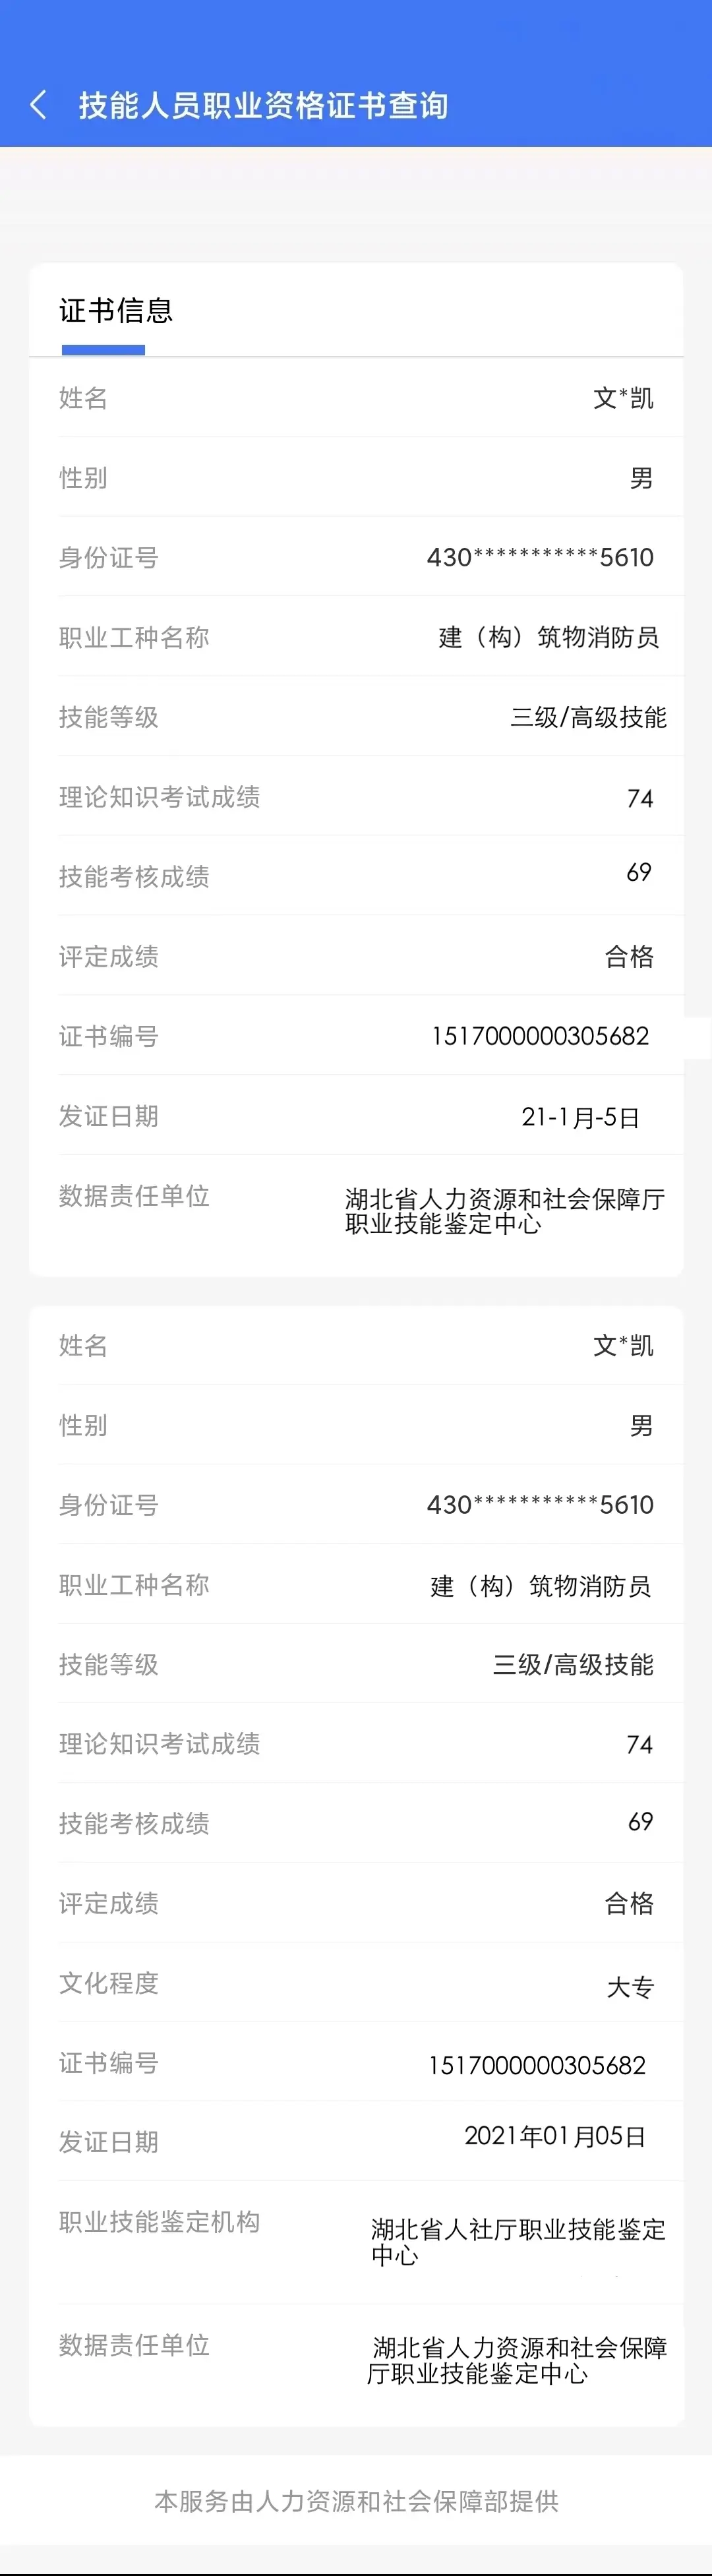 技能人员职业资格证书查询
证书信息
姓名 文*凯
性别 男
身份证号 430***********5610
职业工种名称 建（构）筑物消防员
技能等级 三级/高级技能
理论知识考试成绩 74
技能考核成绩 69
评定成绩 合格
证书编号 1517000000305682
发证日期 21-1月-5日
数据责任单位 湖北省人力资源和社会保障厅
职业技能鉴定中心
姓名 文*凯
性别 男
身份证号 430***********5610
职业工种名称 建（构）筑物消防员
技能等级 三级/高级技能
理论知识考试成绩 74
技能考核成绩 69
评定成绩 合格
文化程度 大专
证书编号 1517000000305682
发证日期 2021年01月05日
职业技能鉴定机构 湖北省人社厅职业技能鉴定
中心
数据责任单位 湖北省人力资源和社会保障
厅职业技能鉴定中心
本服务由人力资源和社会保障部提供